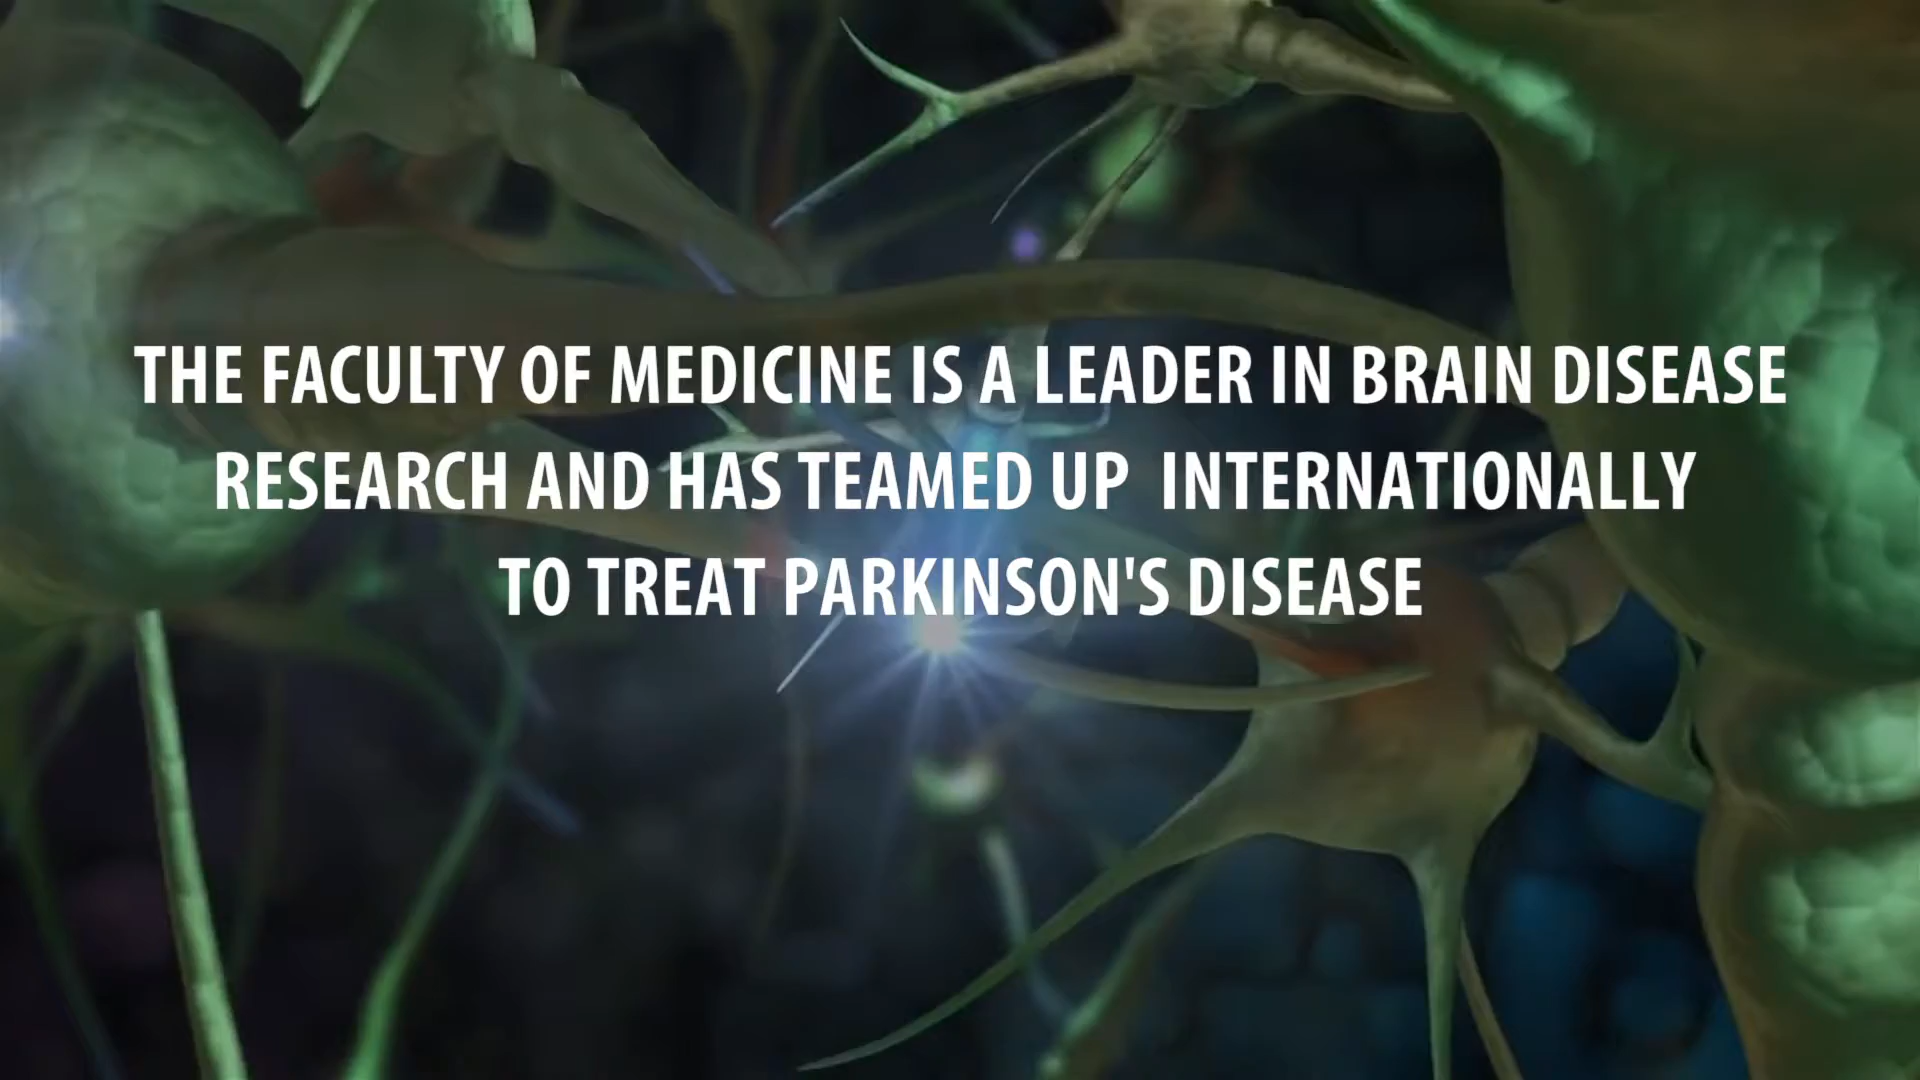 THE FACULTY OF MEDICINE IS A LEADER IN BRAIN DISEASE
RESEARCH AND HAS TEAMED UP  INTERNATIONALLY
TO TREAT PARKINSON'S DISEASE